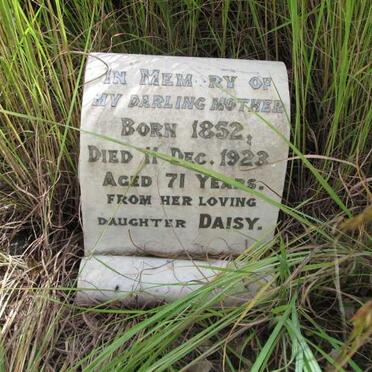 IN MEM RY OF
MY DARLING MOTHER
BORN 1852,
DIED 11 DEC. 1923
AGED 71 YEARS.
FROM HER LOVING
DAUGHTER DAISY.